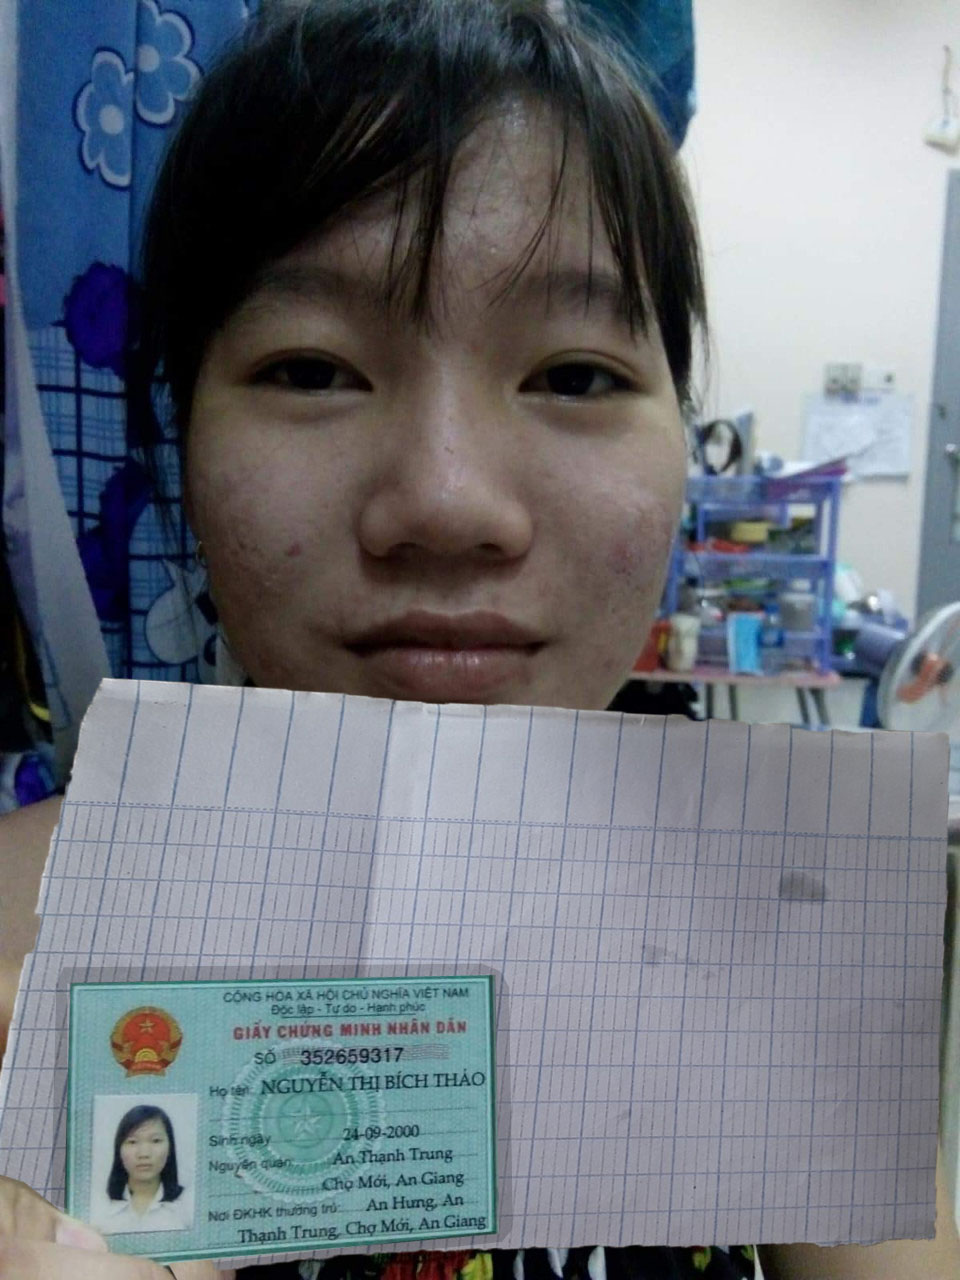 CỘNG HÒA XÃ HỘI CHỦ NGHĨA VIỆT NAM
Độc lập - Tự do - Hạnh phúc
GIẤY CHỨNG MINH NHÂN DÂN
SỐ 352659317
Họ tên NGUYỄN THỊ BÍCH THẢO
Sinh ngày 24-09-2000
Nguyên quán An Thạnh Trung
Chợ Mới, An Giang
Nơi ĐKHK thường trú: An Hưng, An
Thạnh Trung, Chợ Mới, An Giang